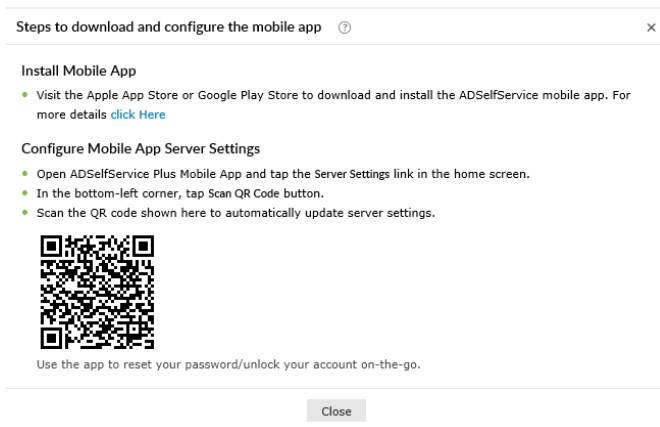 Steps to download and configure the mobile app ?
Install Mobile App
Visit the Apple App Store or Google Play Store to download and install the ADSelfService mobile app. For
more details click Here
Configure Mobile App Server Settings
Open ADSelfService Plus Mobile App and tap the Server Settings link in the home screen.
In the bottom-left corner, tap Scan QR Code button.
Scan the QR code shown here to automatically update server settings.
Use the app to reset your password/unlock your account on-the-go.
Close